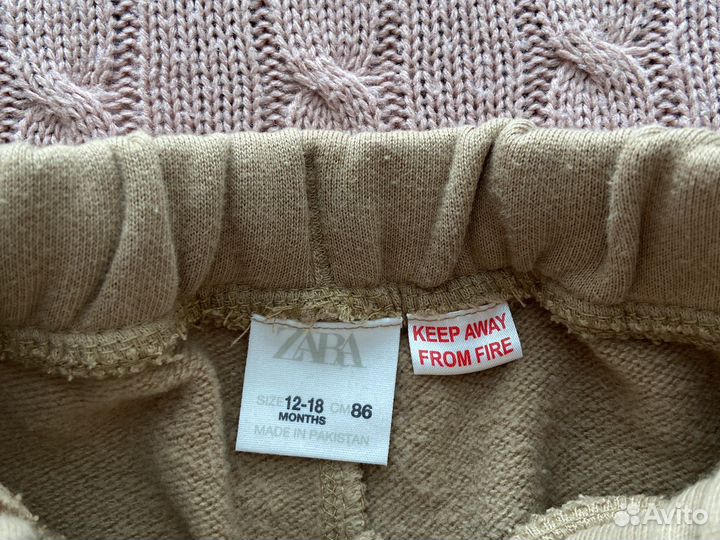 ZARA
SIZE 12-18 CM 86
MONTHS
MADE IN PAKISTAN
KEEP AWAY
FROM FIRE
Avito